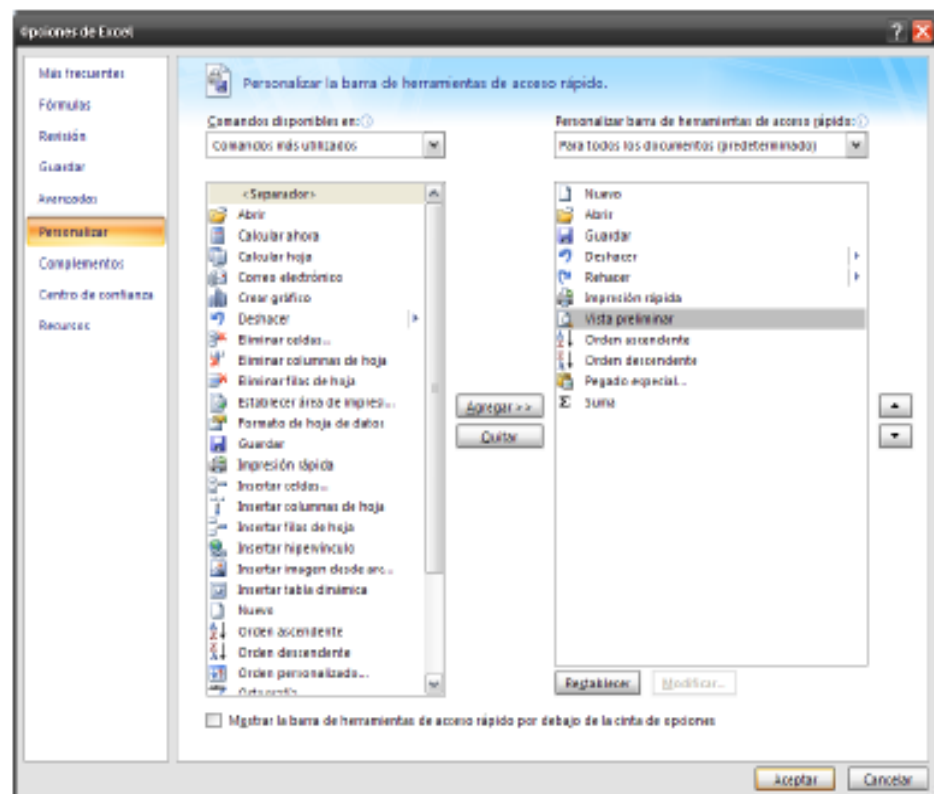 Opciones de Excel
Más frecuentes
Fórmulas
Revisión
Guardar
Avanzadas
Personalizar
Complementos
Centro de confianza
Recursos
Personalizar la barra de herramientas de acceso rápido.
Comandos disponibles en:
Comandos más utilizados
<Separador>
Abrir
Calcular ahora
Calcular hoja
Correo electrónico
Crear gráfico
Deshacer
Eliminar celdas...
Eliminar columnas de hoja
Eliminar filas de hoja
Establecer área de impresi...
Formato de hoja de datos
Guardar
Impresión rápida
Insertar celdas...
Insertar columnas de hoja
Insertar filas de hoja
Insertar hipervínculo
Insertar imagen desde arc...
Insertar tabla dinámica
Nuevo
Orden ascendente
Orden descendente
Orden personalizado...
Ortografía
Agregar >>
Quitar
Personalizar barra de herramientas de acceso rápido:
Para todos los documentos (predeterminado)
Nuevo
Abrir
Guardar
Deshacer
Rehacer
Impresión rápida
Vista preliminar
Orden ascendente
Orden descendente
Pegado especial...
Σ Suma
Restablecer
Modificar...
Mostrar la barra de herramientas de acceso rápido por debajo de la cinta de opciones
Aceptar
Cancelar